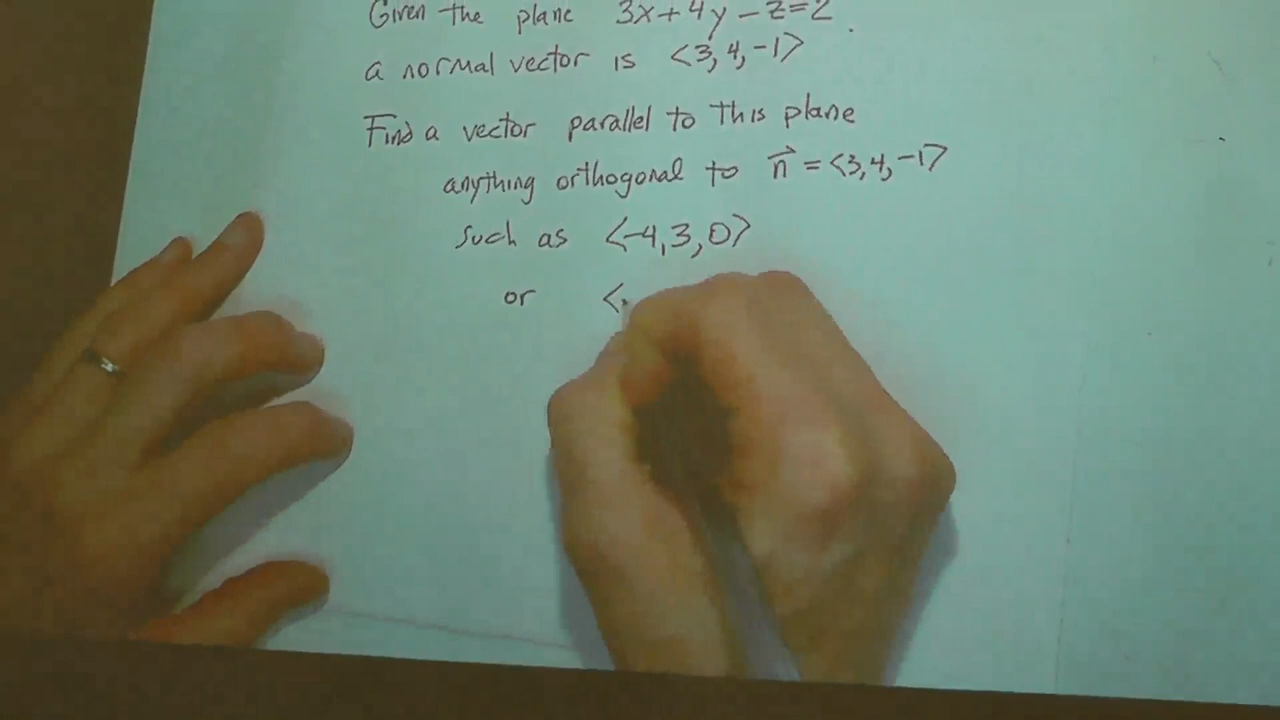 Given the plane 3x+4y-z=2.
a normal vector is <3,4,-1>
Find a vector parallel to this plane
anything orthogonal to n⃗ = <3,4,-1>
such as <-4,3,0>
or <